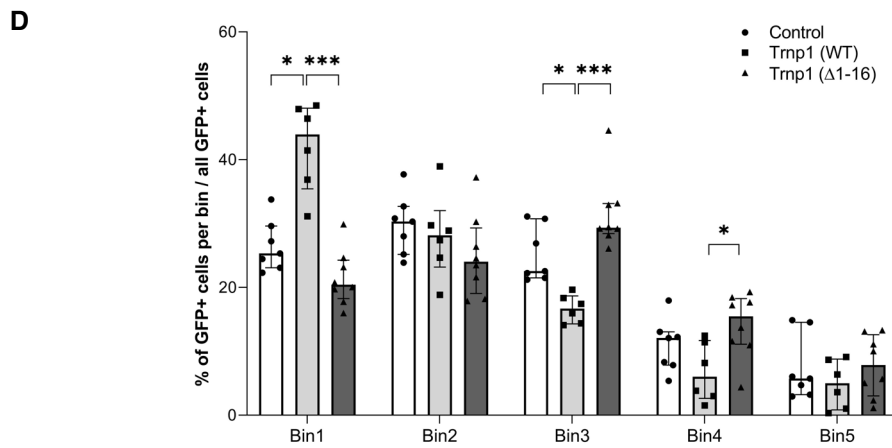 D
% of GFP+ cells per bin / all GFP+ cells
60
40
20
0
* ***
* ***
*
Control
Trnp1 (WT)
Trnp1 (Δ1-16)
Bin1 Bin2 Bin3 Bin4 Bin5